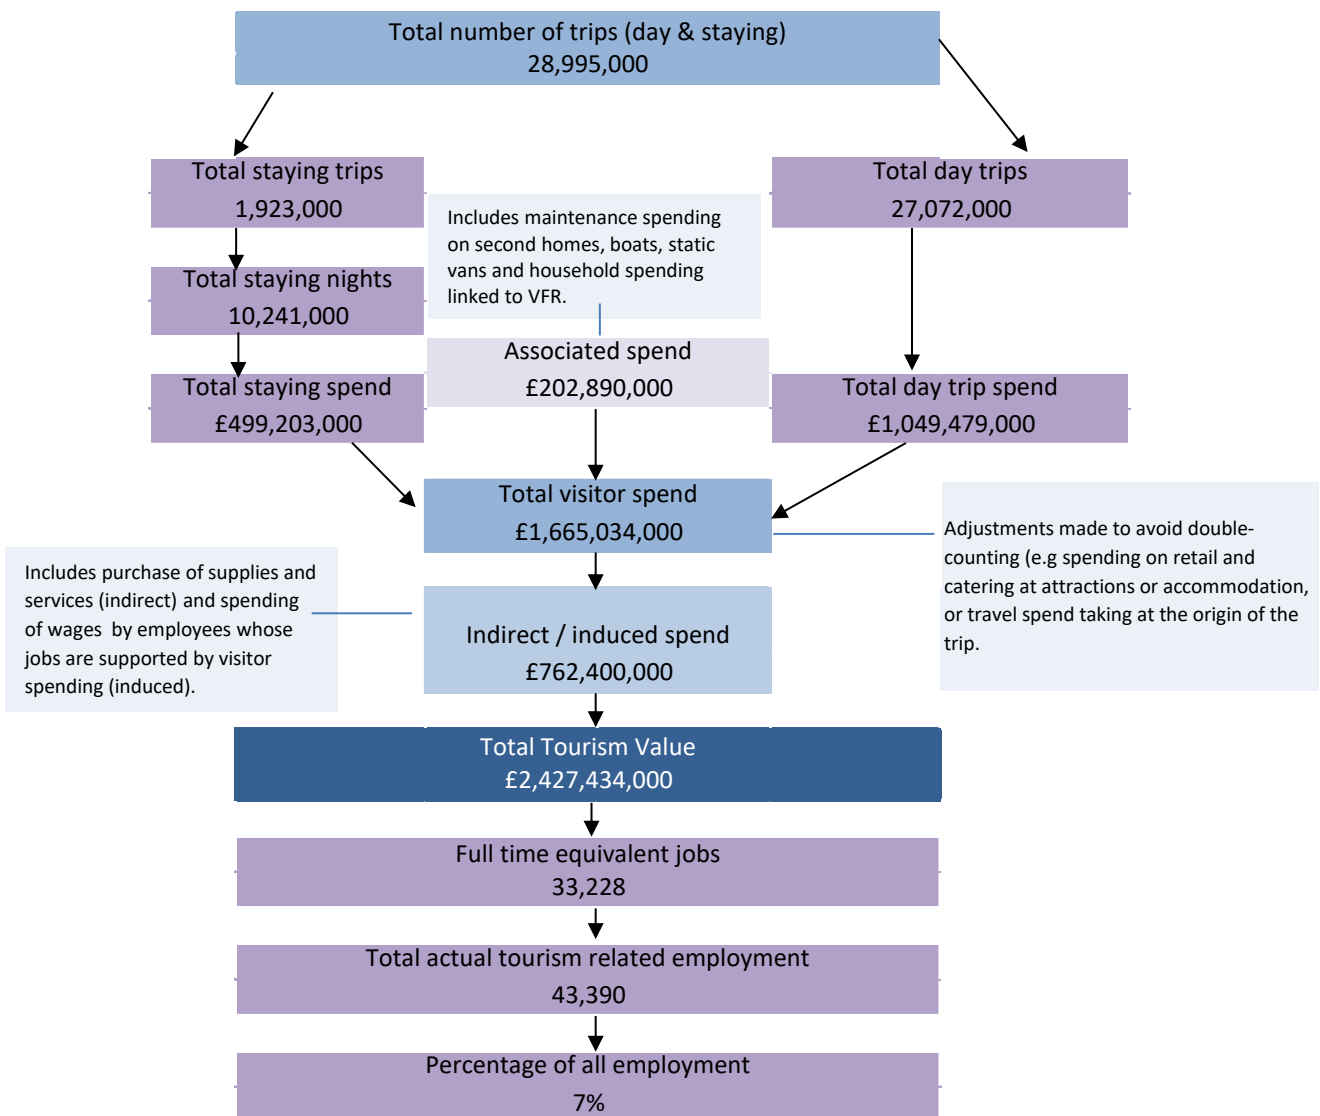 Total number of trips (day & staying)
28,995,000
Total staying trips
1,923,000
Total day trips
27,072,000
Includes maintenance spending
on second homes, boats, static
vans and household spending
linked to VFR.
Total staying nights
10,241,000
Associated spend
£202,890,000
Total staying spend
£499,203,000
Total day trip spend
£1,049,479,000
Total visitor spend
£1,665,034,000
Adjustments made to avoid double-
counting (e.g spending on retail and
catering at attractions or accommodation,
or travel spend taking at the origin of the
trip.
Includes purchase of supplies and
services (indirect) and spending
of wages  by employees whose
jobs are supported by visitor
spending (induced).
Indirect / induced spend
£762,400,000
Total Tourism Value
£2,427,434,000
Full time equivalent jobs
33,228
Total actual tourism related employment
43,390
Percentage of all employment
7%